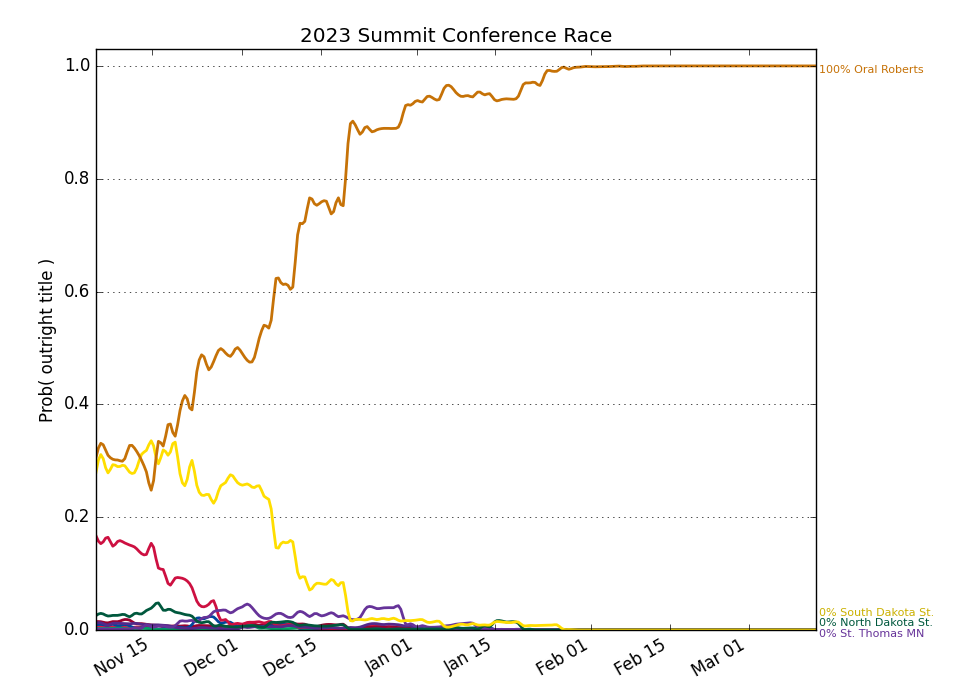 2023 Summit Conference Race
Prob( outright title )
1.0
0.8
0.6
0.4
0.2
0.0
Nov 15
Dec 01
Dec 15
Jan 01
Jan 15
Feb 01
Feb 15
Mar 01
100% Oral Roberts
0% South Dakota St.
0% North Dakota St.
0% St. Thomas MN